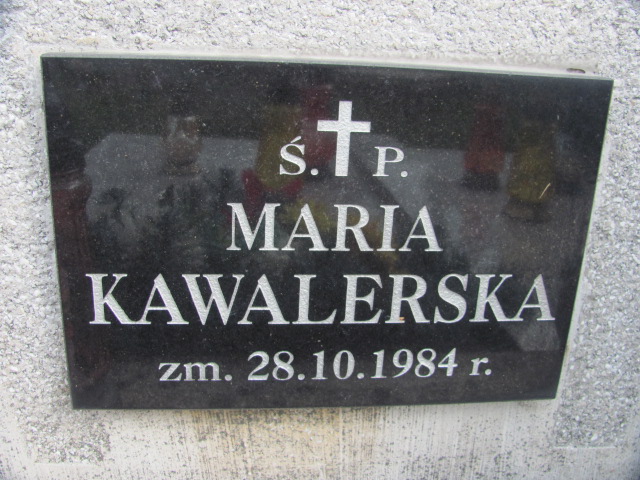 Ś. P.
MARIA
KAWALERSKA
zm. 28.10.1984 r.